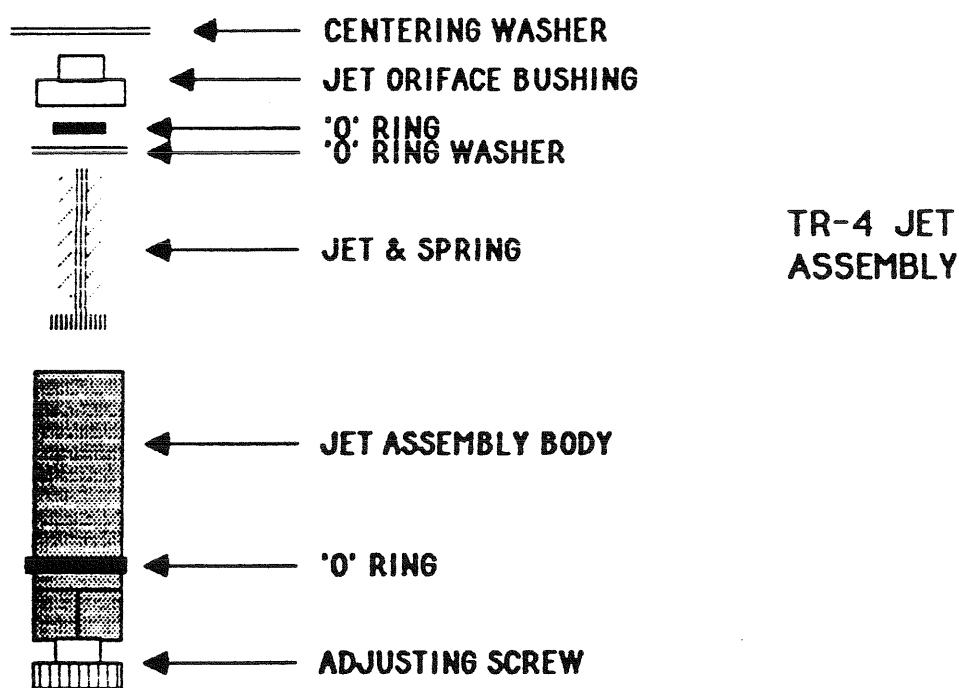 CENTERING WASHER
JET ORIFACE BUSHING
'O' RING
'O' RING WASHER
JET & SPRING
TR-4 JET
ASSEMBLY
JET ASSEMBLY BODY
'O' RING
ADJUSTING SCREW